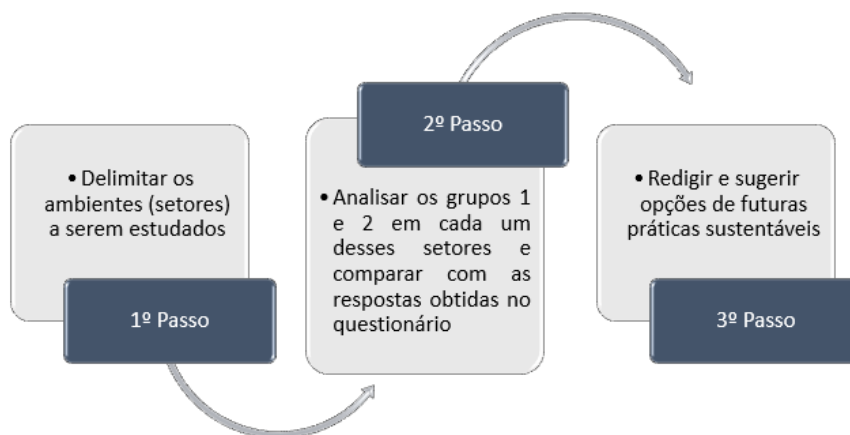 • Delimitar os
ambientes (setores)
a serem estudados
1º Passo
2º Passo
• Analisar os grupos 1
e 2 em cada um
desses setores e
comparar com as
respostas obtidas no
questionário
• Redigir e sugerir
opções de futuras
práticas sustentáveis
3º Passo